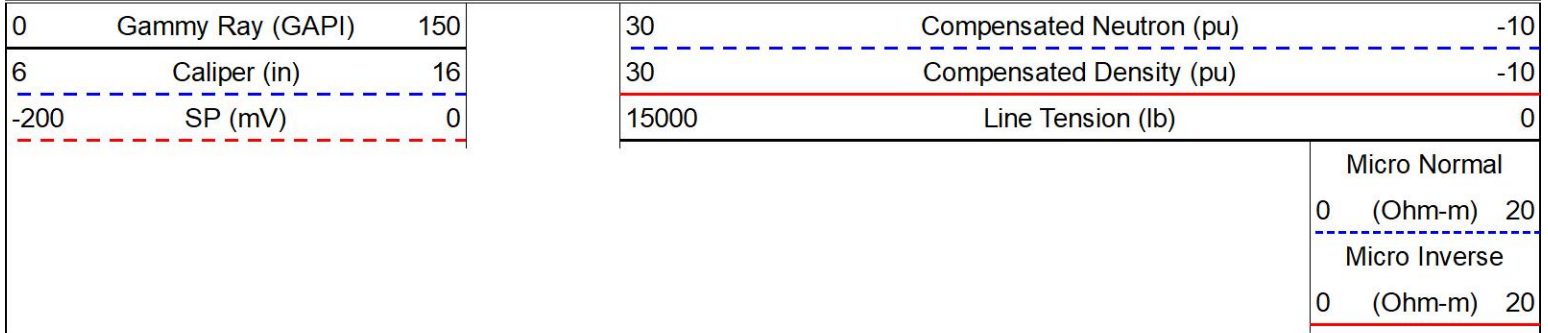 0 Gammy Ray (GAPI) 150
30 Compensated Neutron (pu) -10
6 Caliper (in) 16
30 Compensated Density (pu) -10
-200 SP (mV) 0
15000 Line Tension (lb) 0
Micro Normal
0 (Ohm-m) 20
Micro Inverse
0 (Ohm-m) 20